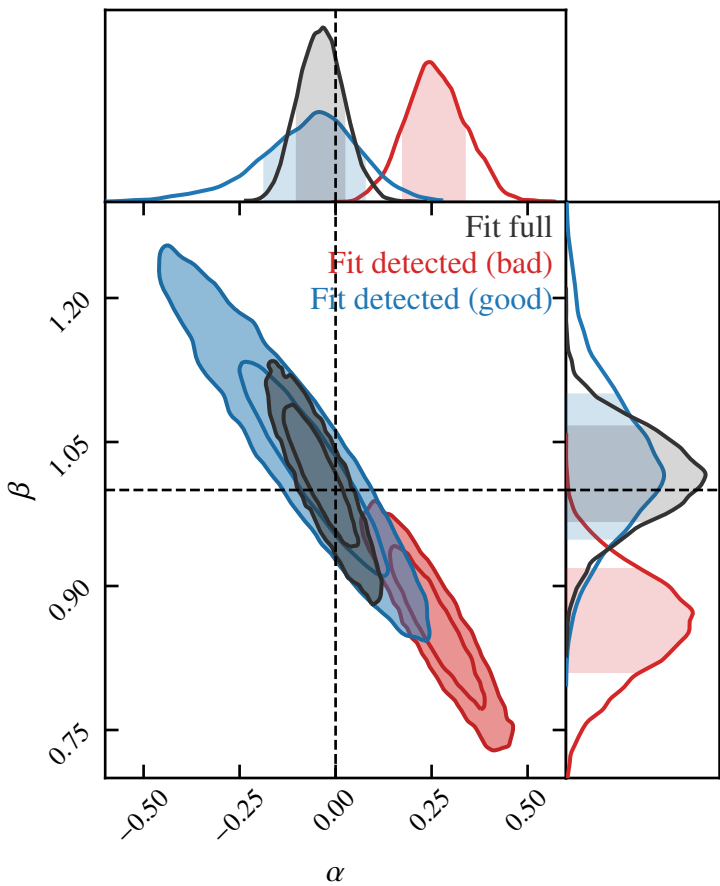 Fit full
Fit detected (bad)
Fit detected (good)
1.20
1.05
0.90
0.75
β
−0.50
−0.25
0.00
0.25
0.50
α